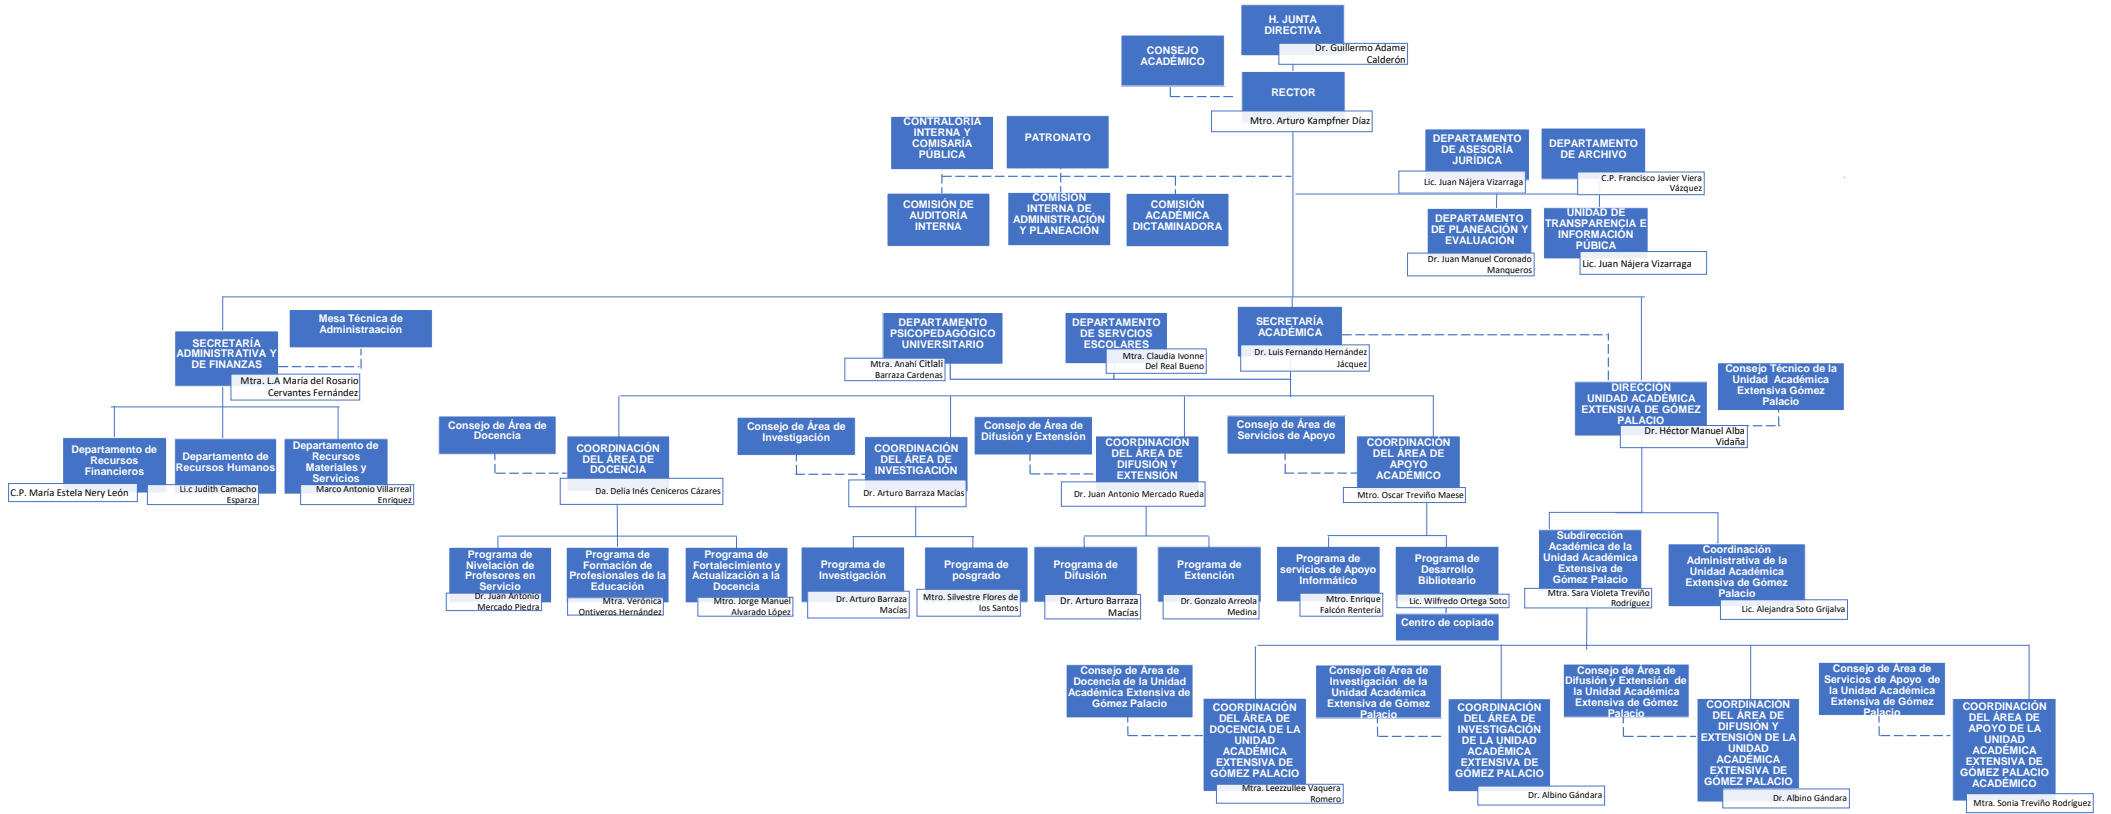 H. JUNTA
DIRECTIVA
Dr. Guillermo Adame
Calderón
CONSEJO
ACADÉMICO
RECTOR
Mtro. Arturo Kampfner Díaz
CONTRALORÍA
INTERNA Y
COMISARÍA
PÚBLICA
PATRONATO
DEPARTAMENTO
DE ASESORÍA
JURÍDICA
Lic. Juan Nájera Vizarraga
DEPARTAMENTO
DE ARCHIVO
C.P. Francisco Javier Viera
Vázquez
COMISIÓN DE
AUDITORÍA
INTERNA
COMISIÓN
INTERNA DE
ADMINISTRACIÓN
Y PLANEACIÓN
COMISIÓN
ACADÉMICA
DICTAMINADORA
DEPARTAMENTO
DE PLANEACIÓN Y
EVALUACIÓN
Dr. Juan Manuel Coronado
Manqueros
UNIDAD DE
TRANSPARENCIA E
INFORMACIÓN
PÚBICA
Lic. Juan Nájera Vizarraga
SECRETARÍA
ADMINISTRATIVA Y
DE FINANZAS
Mtra. L.A María del Rosario
Cervantes Fernández
Mesa Técnica de
Administraación
DEPARTAMENTO
PSICOPEDAGÓGICO
UNIVERSITARIO
Mtra. Anahí Citlali
Barraza Cardenas
DEPARTAMENTO
DE SERVCIOS
ESCOLARES
Mtra. Claudia Ivonne
Del Real Bueno
SECRETARÍA
ACADÉMICA
Dr. Luis Fernando Hernández
Jácquez
DIRECCIÓN
UNIDAD ACADÉMICA
EXTENSIVA DE GÓMEZ
PALACIO
Dr. Héctor Manuel Alba
Vidaña
Consejo Técnico de la
Unidad Académica
Extensiva Gómez
Palacio
Departamento de
Recursos
Financieros
C.P. María Estela Nery León
Departamento de
Recursos Humanos
Li.c Judith Camacho
Esparza
Departamento de
Recursos
Materiales y
Servicios
Marco Antonio Villarreal
Enriquez
Consejo de Área de
Docencia
COORDINACIÓN
DEL ÁREA DE
DOCENCIA
Da. Delia Inés Ceniceros Cázares
Consejo de Área de
Investigación
COORDINACIÓN
DEL ÁREA DE
INVESTIGACIÓN
Dr. Arturo Barraza Macías
Consejo de Área de
Difusión y Extensión
COORDINACIÓN
DEL ÁREA DE
DIFUSIÓN Y
EXTENSIÓN
Dr. Juan Antonio Mercado Rueda
Consejo de Área de
Servicios de Apoyo
COORDINACIÓN
DEL ÁREA DE
APOYO
ACADÉMICO
Mtro. Oscar Treviño Maese
Programa de
Nivelación de
Profesores en
Servicio
Dr. Juan Antonio
Mercado Piedra
Programa de
Formación de
Profesionales de la
Educación
Mtra. Verónica
Ontiveros Hernández
Programa de
Fortalecimiento y
Actualización a la
Docencia
Mtro. Jorge Manuel
Alvarado López
Programa de
Investigación
Dr. Arturo Barraza
Macías
Programa de
posgrado
Mtro. Silvestre Flores de
los Santos
Programa de
Difusión
Dr. Arturo Barraza
Macías
Programa de
Extención
Dr. Gonzalo Arreola
Medina
Programa de
servicios de Apoyo
Informático
Mtro. Enrique
Falcón Rentería
Programa de
Desarrollo
Biblioteario
Lic. Wilfredo Ortega Soto
Centro de copiado
Subdirección
Académica de la
Unidad Académica
Extensiva de
Gómez Palacio
Mtra. Sara Violeta Treviño
Rodríguez
Coordinación
Administrativa de la
Unidad Académica
Extensiva de Gómez
Palacio
Lic. Alejandra Soto Grijalva
Consejo de Área de
Docencia de la Unidad
Académica Extensiva de
Gómez Palacio
COORDINACIÓN
DEL ÁREA DE
DOCENCIA DE LA
UNIDAD
ACADÉMICA
EXTENSIVA DE
GÓMEZ PALACIO
Mtra. Leezzullee Vaquera
Romero
Consejo de Área de
Investigación de la
Unidad Académica
Extensiva de Gómez
Palacio
COORDINACIÓN
DEL ÁREA DE
INVESTIGACIÓN
DE LA UNIDAD
ACADÉMICA
EXTENSIVA DE
GÓMEZ PALACIO
Dr. Albino Gándara
Consejo de Área de
Difusión y Extensión de
la Unidad Académica
Extensiva de Gómez
Palacio
COORDINACIÓN
DEL ÁREA DE
DIFUSIÓN Y
EXTENSIÓN DE LA
UNIDAD
ACADÉMICA
EXTENSIVA DE
GÓMEZ PALACIO
Dr. Albino Gándara
Consejo de Área de
Servicios de Apoyo de
la Unidad Académica
Extensiva de Gómez
Palacio
COORDINACIÓN
DEL ÁREA DE
APOYO DE LA
UNIDAD
ACADÉMICA
EXTENSIVA DE
GÓMEZ PALACIO
ACADÉMICO
Mtra. Sonia Treviño Rodríguez